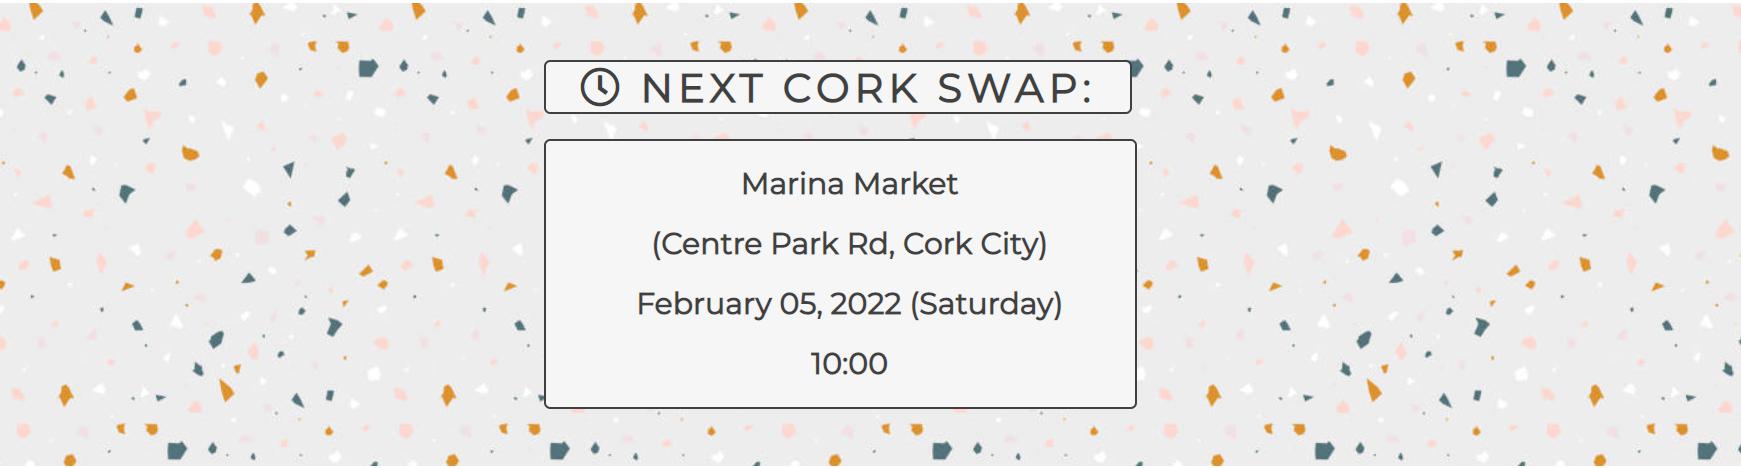 NEXT CORK SWAP:
Marina Market
(Centre Park Rd, Cork City)
February 05, 2022 (Saturday)
10:00